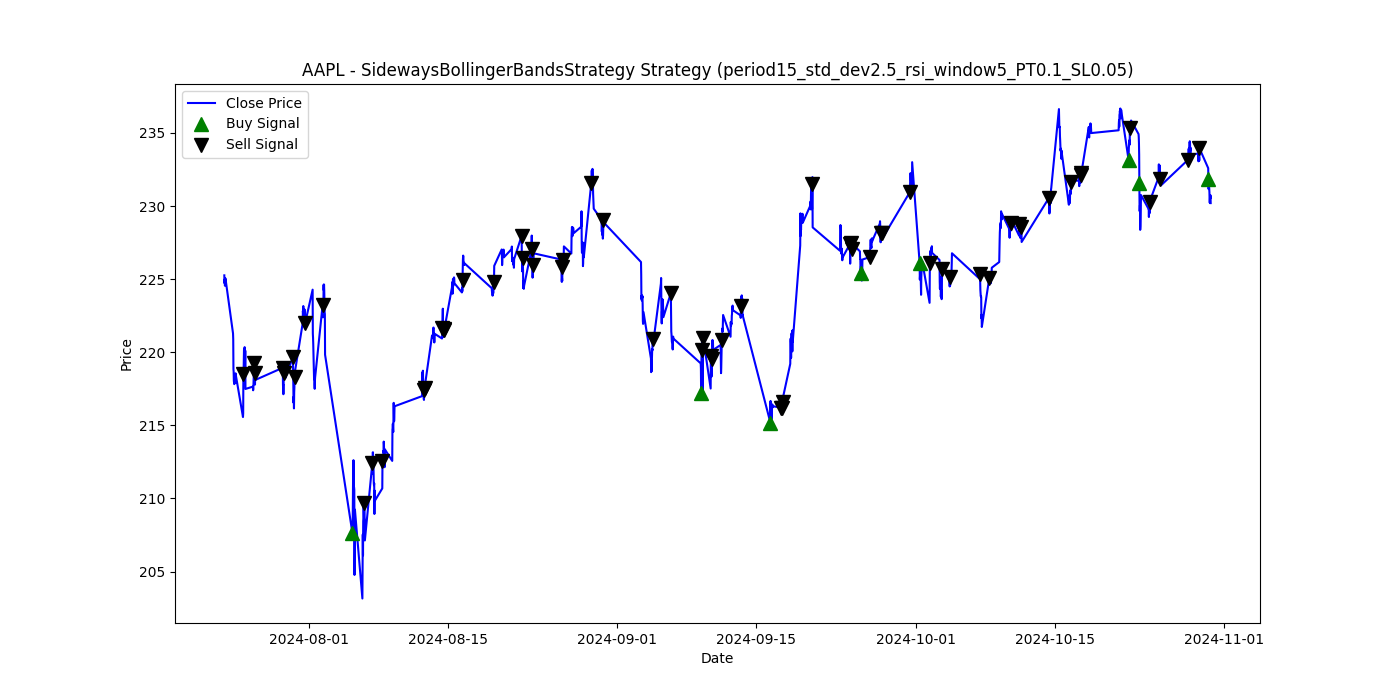 AAPL - SidewaysBollingerBandsStrategy Strategy (period15_std_dev2.5_rsi_window5_PT0.1_SL0.05)
Close Price
Buy Signal
Sell Signal
235
230
225
220
215
210
205
Price
2024-08-01
2024-08-15
2024-09-01
2024-09-15
2024-10-01
2024-10-15
2024-11-01
Date